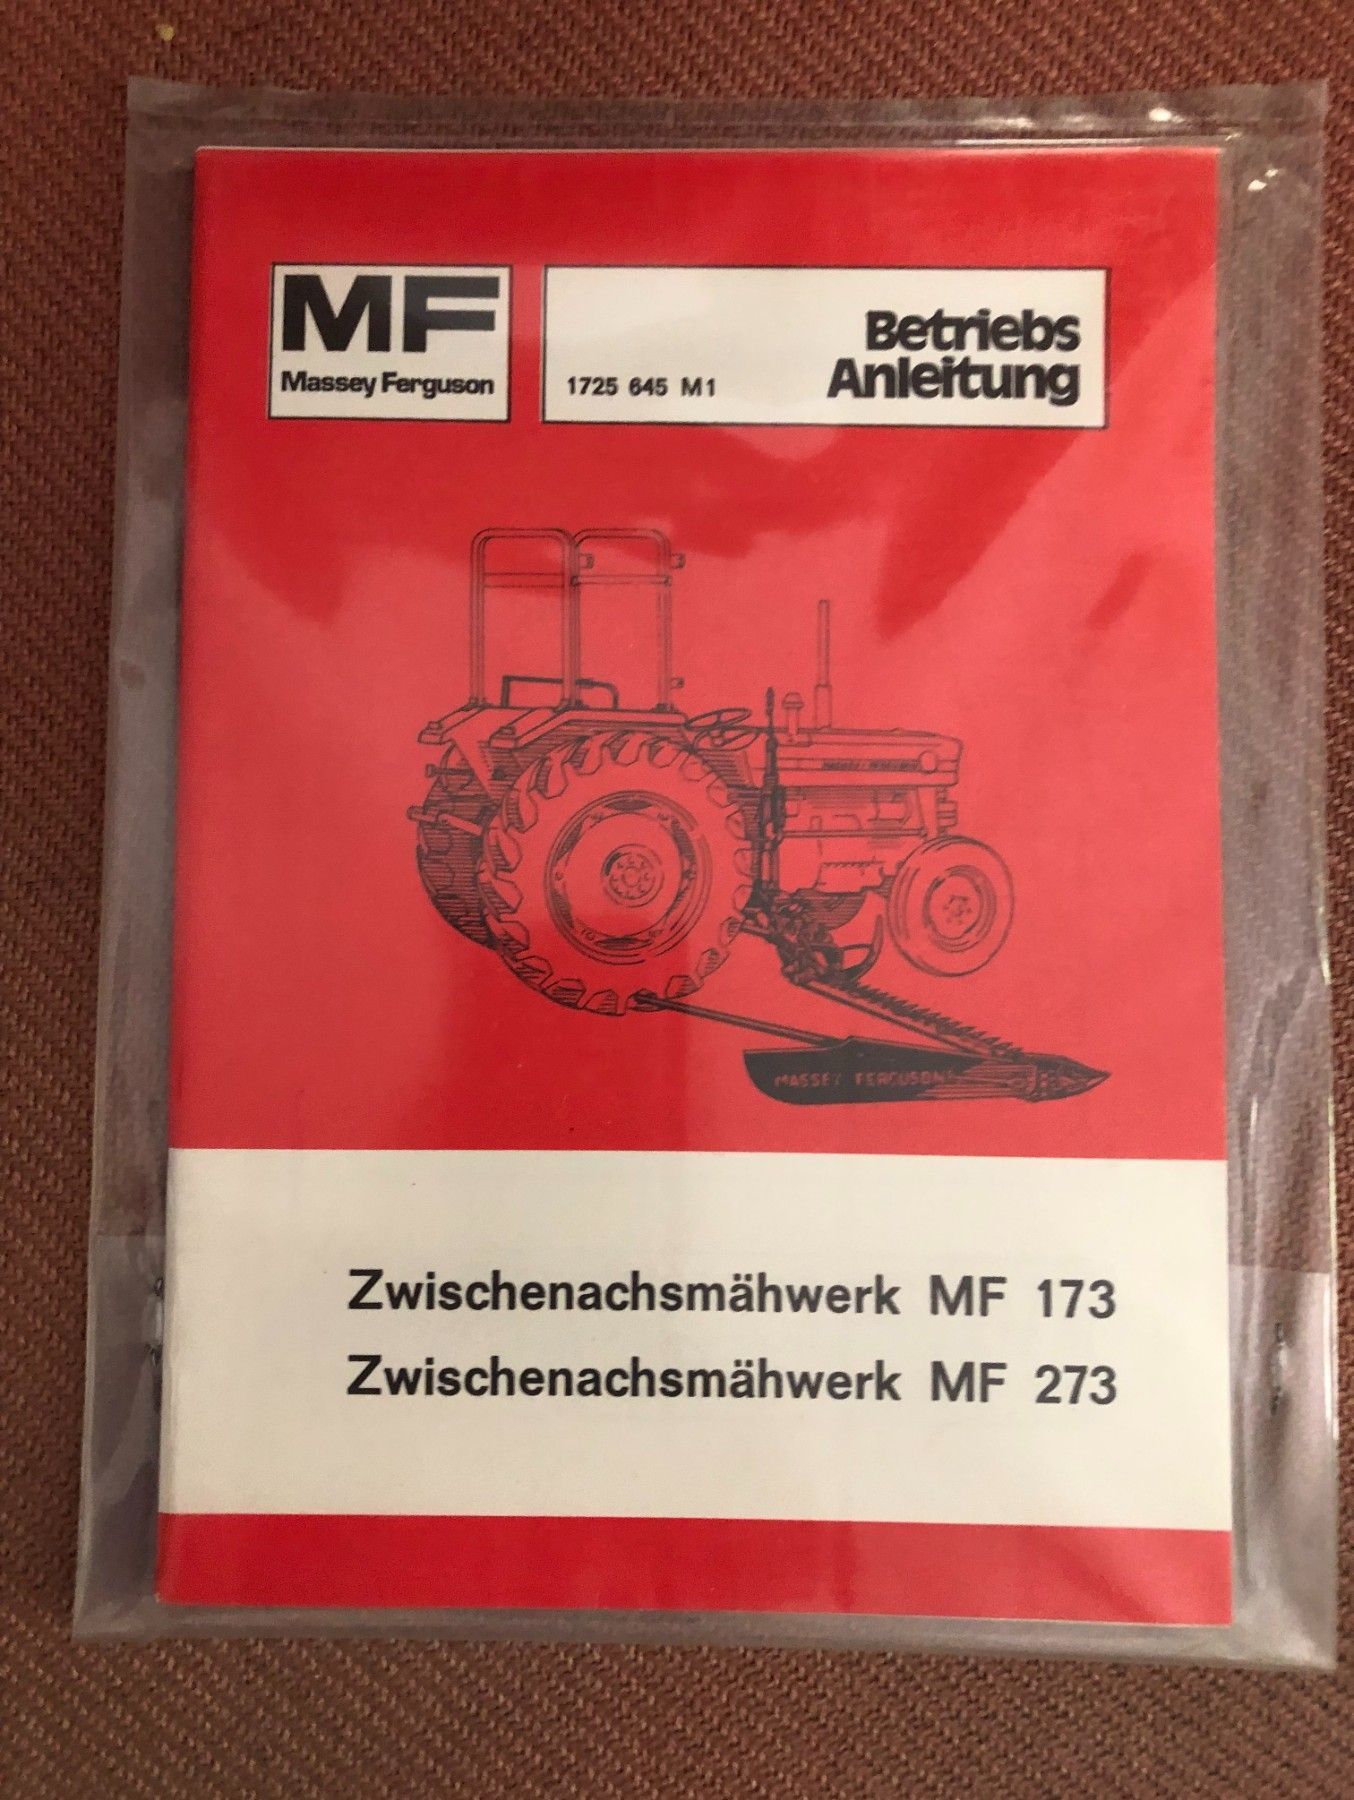 MF
Massey Ferguson
1725 645 M1
Betriebs
Anleitung
MASSEY FERGUSON
Zwischenachsmähwerk MF 173
Zwischenachsmähwerk MF 273